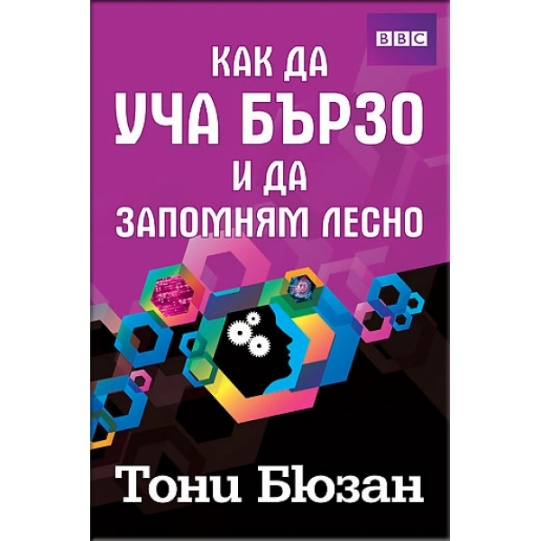 BBC
КАК ДА
УЧА БЪРЗО
И ДА
ЗАПОМНЯМ ЛЕСНО
Тони Бюзан